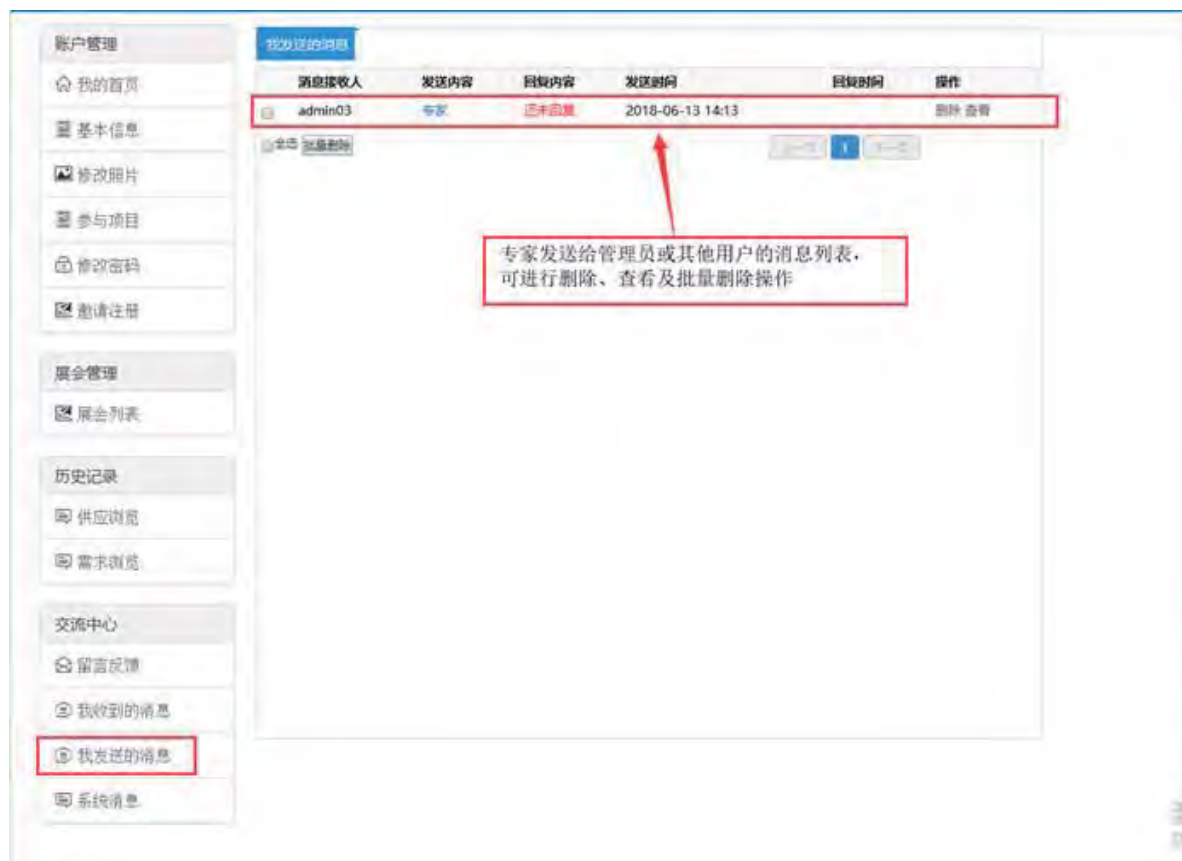 账户管理
我的首页
基本信息
修改照片
参与项目
修改密码
邀请注册
展会管理
展会列表
历史记录
供应浏览
需求浏览
交流中心
留言反馈
我收到的消息
我发送的消息
系统消息
我发送的消息
消息接收人 发送内容 回复内容 发送时间 回复时间 操作
admin03 专家 还未回复 2018-06-13 14:13 删除 查看
全选 批量删除 上一页 1 下一页
专家发送给管理员或其他用户的消息列表，
可进行删除、查看及批量删除操作